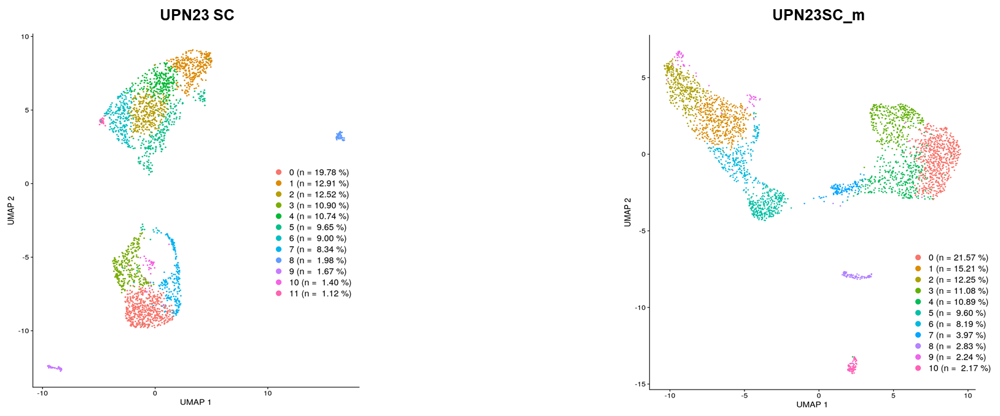 UPN23 SC
10
5
0
-5
-10
UMAP 2
-10
0
10
UMAP 1
0 (n = 19.78 %)
1 (n = 12.91 %)
2 (n = 12.52 %)
3 (n = 10.90 %)
4 (n = 10.74 %)
5 (n = 9.65 %)
6 (n = 9.00 %)
7 (n = 8.34 %)
8 (n = 1.98 %)
9 (n = 1.67 %)
10 (n = 1.40 %)
11 (n = 1.12 %)
UPN23SC_m
5
0
-5
-10
-15
UMAP 2
-10
-5
0
5
10
UMAP 1
0 (n = 21.57 %)
1 (n = 15.21 %)
2 (n = 12.25 %)
3 (n = 11.08 %)
4 (n = 10.89 %)
5 (n = 9.60 %)
6 (n = 8.19 %)
7 (n = 3.97 %)
8 (n = 2.83 %)
9 (n = 2.24 %)
10 (n = 2.17 %)